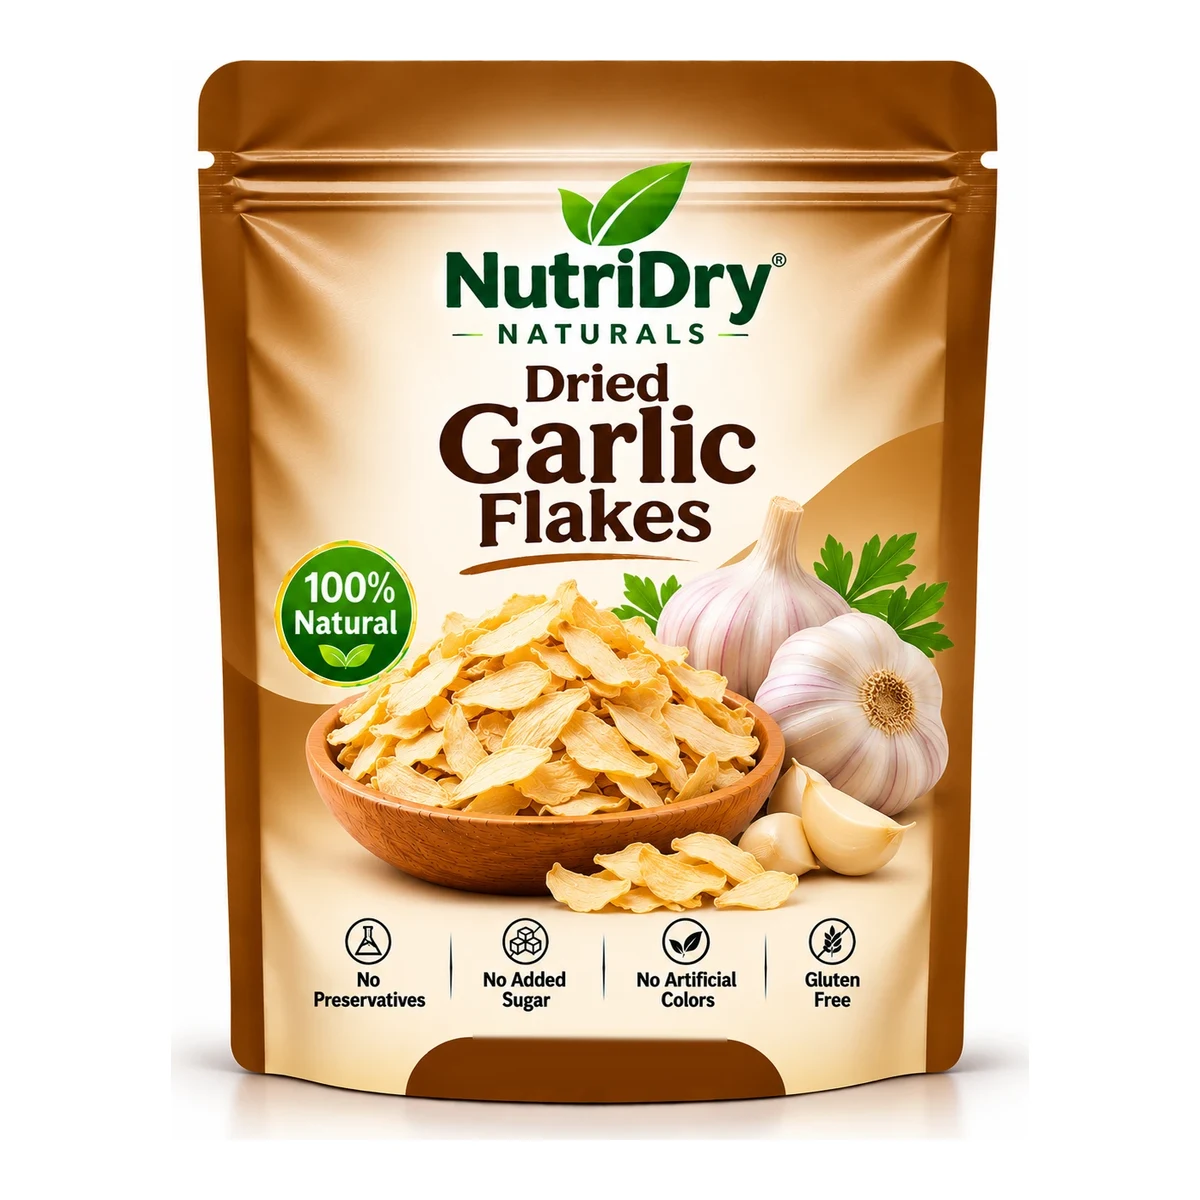 NutriDry®
NATURALS
Dried
Garlic
Flakes
100%
Natural
No
Preservatives
No Added
Sugar
No Artificial
Colors
Gluten
Free